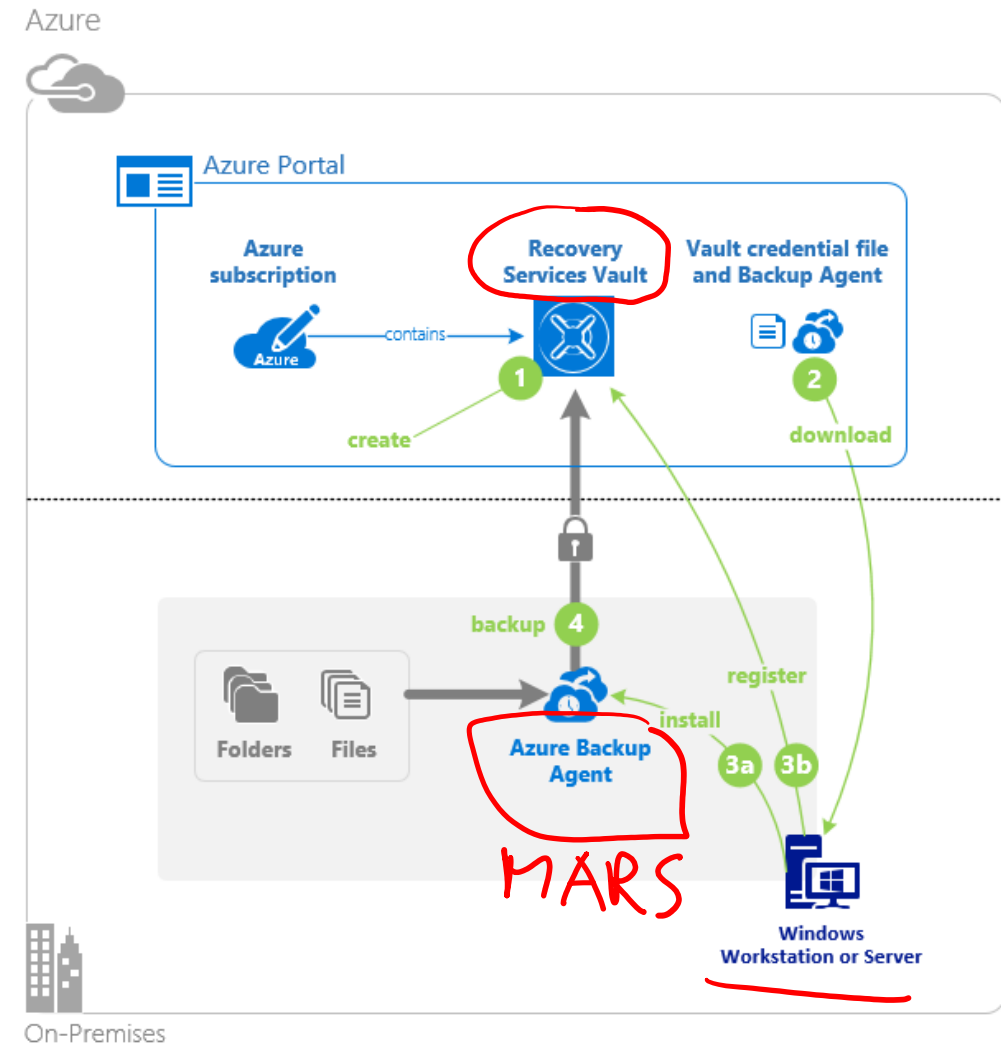 Azure
Azure Portal
Azure
subscription
Recovery
Services Vault
Vault credential file
and Backup Agent
contains
Azure
1
2
create
download
backup
4
register
install
Folders
Files
Azure Backup
Agent
3a
3b
MARS
Windows
Workstation or Server
On-Premises